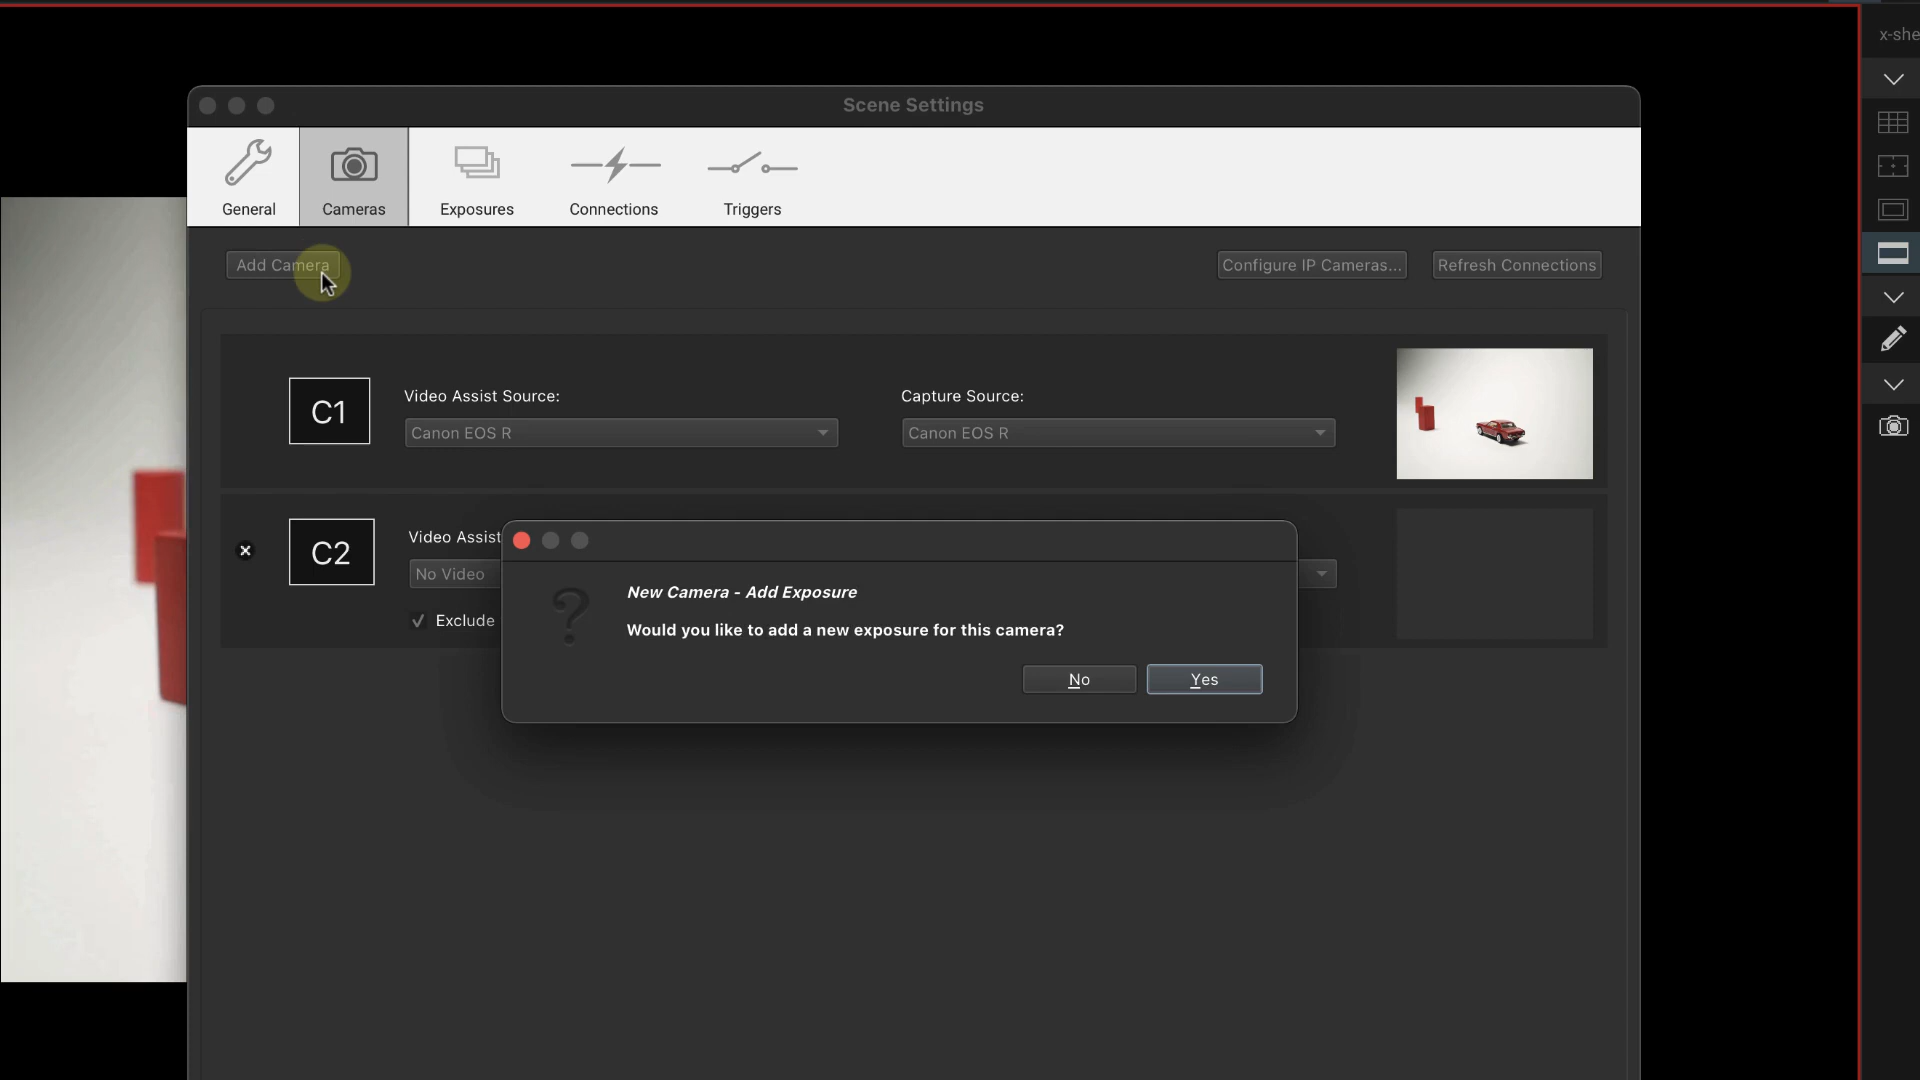 x-she
Scene Settings
General
Cameras
Exposures
Connections
Triggers
Add Camera
Configure IP Cameras...
Refresh Connections
C1
Video Assist Source:
Canon EOS R
Capture Source:
Canon EOS R
C2
Video Assist
No Video
Exclude
New Camera - Add Exposure
Would you like to add a new exposure for this camera?
No
Yes